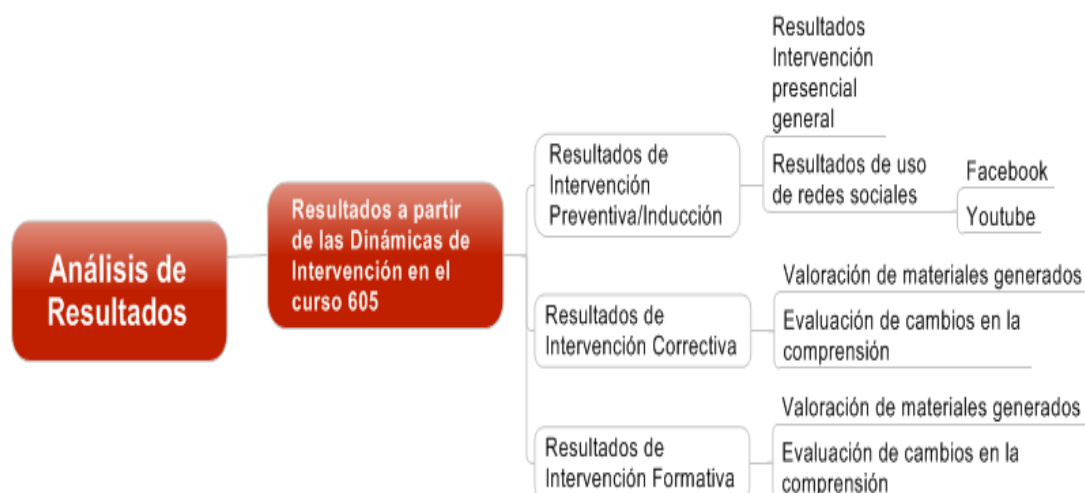 Análisis de
Resultados
Resultados a partir
de las Dinámicas de
Intervención en el
curso 605
Resultados de
Intervención
Preventiva/Inducción
Resultados
Intervención
presencial
general
Resultados de uso
de redes sociales
Facebook
Youtube
Resultados de
Intervención Correctiva
Valoración de materiales generados
Evaluación de cambios en la
comprensión
Resultados de
Intervención Formativa
Valoración de materiales generados
Evaluación de cambios en la
comprensión